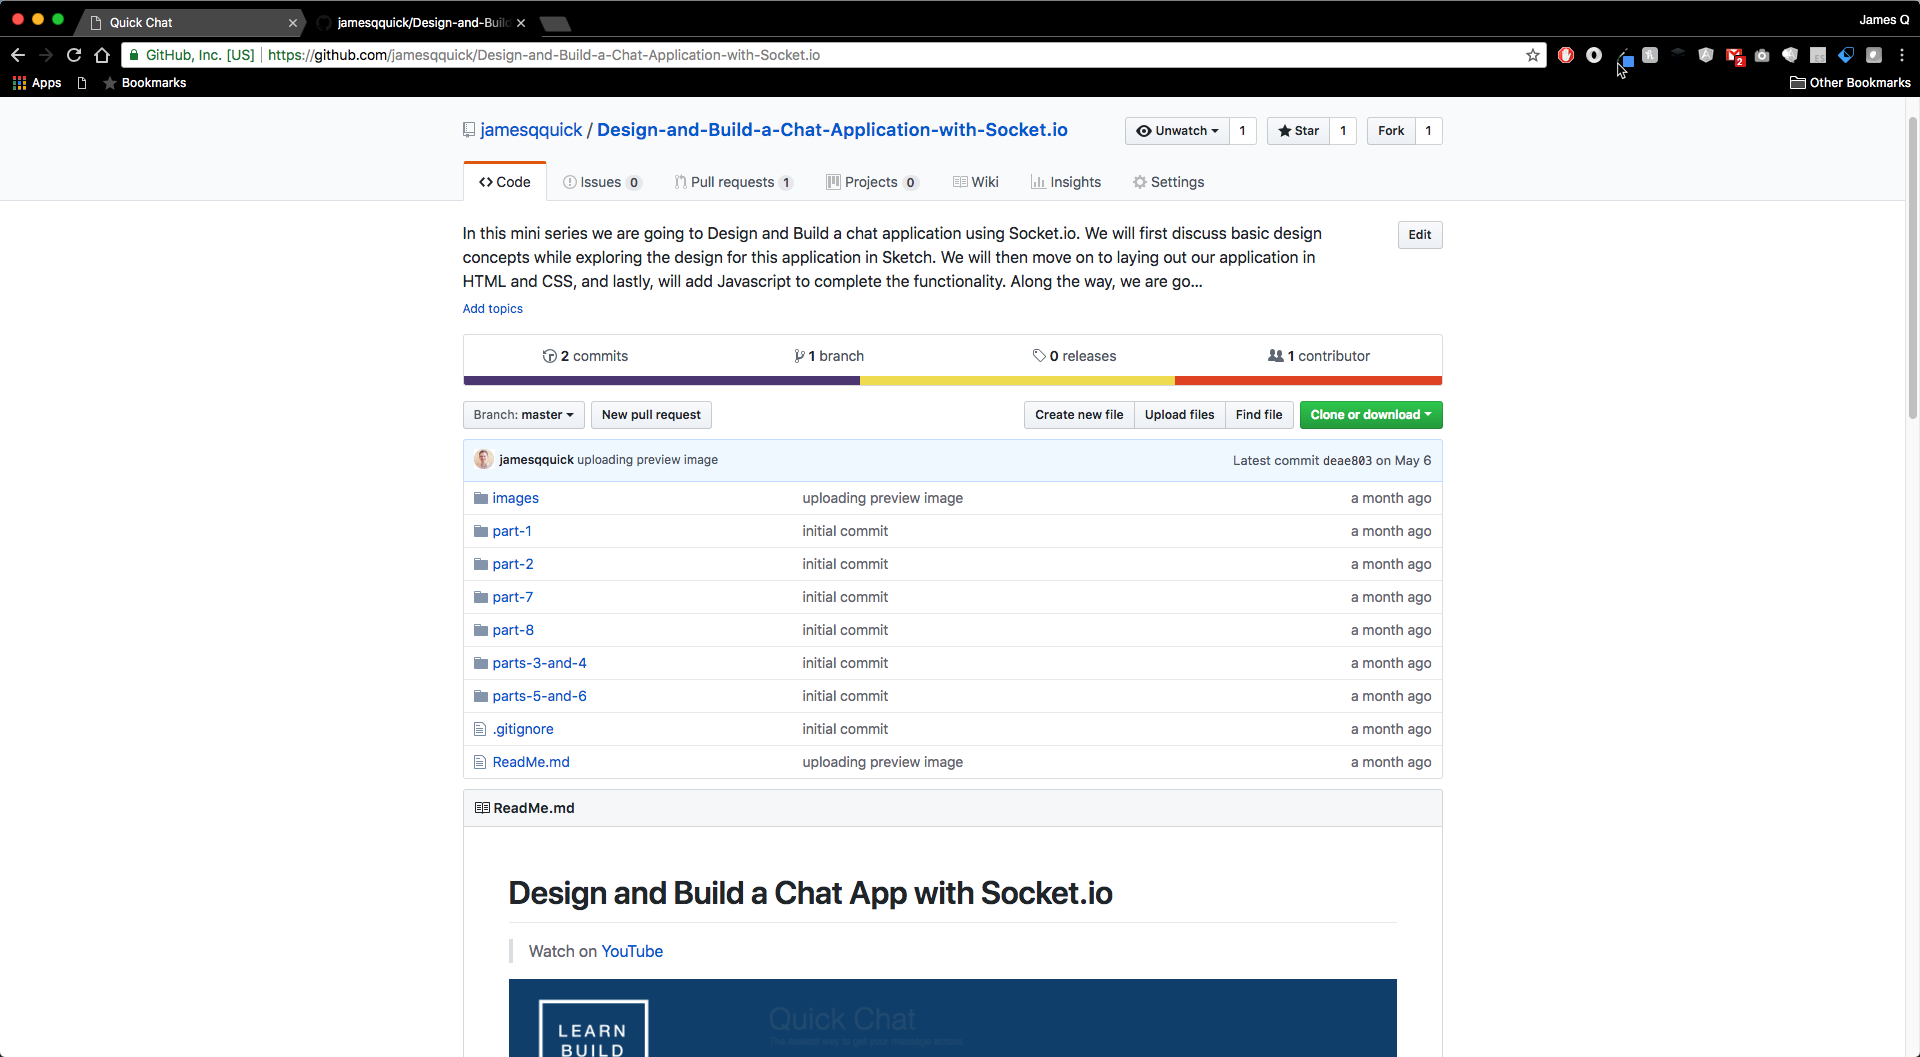 Quick Chat
jamesqquick/Design-and-Build
James Q
GitHub, Inc. [US] https://github.com/jamesqquick/Design-and-Build-a-Chat-Application-with-Socket.io
2
Apps Bookmarks Other Bookmarks
jamesqquick / Design-and-Build-a-Chat-Application-with-Socket.io
Unwatch 1 Star 1 Fork 1
Code Issues 0 Pull requests 1 Projects 0 Wiki Insights Settings
In this mini series we are going to Design and Build a chat application using Socket.io. We will first discuss basic design
concepts while exploring the design for this application in Sketch. We will then move on to laying out our application in
HTML and CSS, and lastly, will add Javascript to complete the functionality. Along the way, we are go...
Edit
Add topics
2 commits 1 branch 0 releases 1 contributor
Branch: master New pull request Create new file Upload files Find file Clone or download
jamesqquick uploading preview image Latest commit deae803 on May 6
images uploading preview image a month ago
part-1 initial commit a month ago
part-2 initial commit a month ago
part-7 initial commit a month ago
part-8 initial commit a month ago
parts-3-and-4 initial commit a month ago
parts-5-and-6 initial commit a month ago
.gitignore initial commit a month ago
ReadMe.md uploading preview image a month ago
ReadMe.md
Design and Build a Chat App with Socket.io
Watch on YouTube
Quick Chat
The easiest way to get your message across
LEARN
BUILD